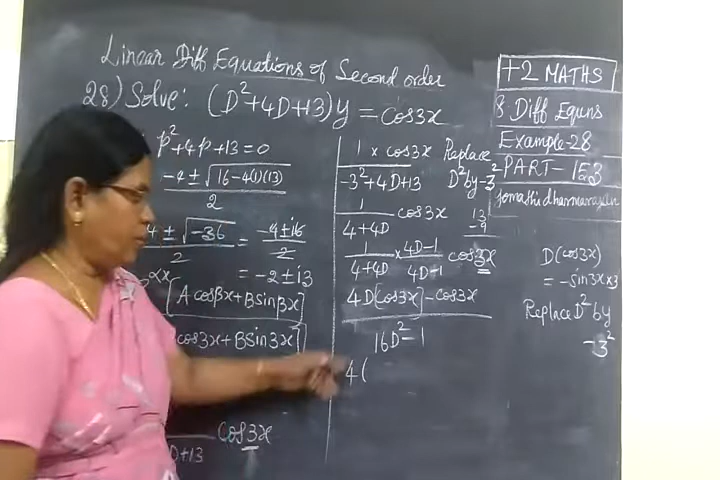 Linear Diff Equations of Second order
28) Solve: (D²+4D+13)y = cos3x
p²+4p+13=0
-4 ± √16-4(1)(13)
2
4 ± √-36 = -4±i6
2 2
= -2±i3
αx [A cosβx+Bsinβx]
cos3x+Bsin3x]
cos3x
D+13
1 x cos3x Replace
-3²+4D+13 D² by -3²
1 cos3x 13
4+4D -9
1 x 4D-1 cos3x
4+4D 4D-1
4D(cos3x) -cos3x
16D²-1
4(
+2 MATHS
8 Diff Equns
Example-28
PART-153
D(cos3x)
= -sin3x×3
Replace D² by
-3²